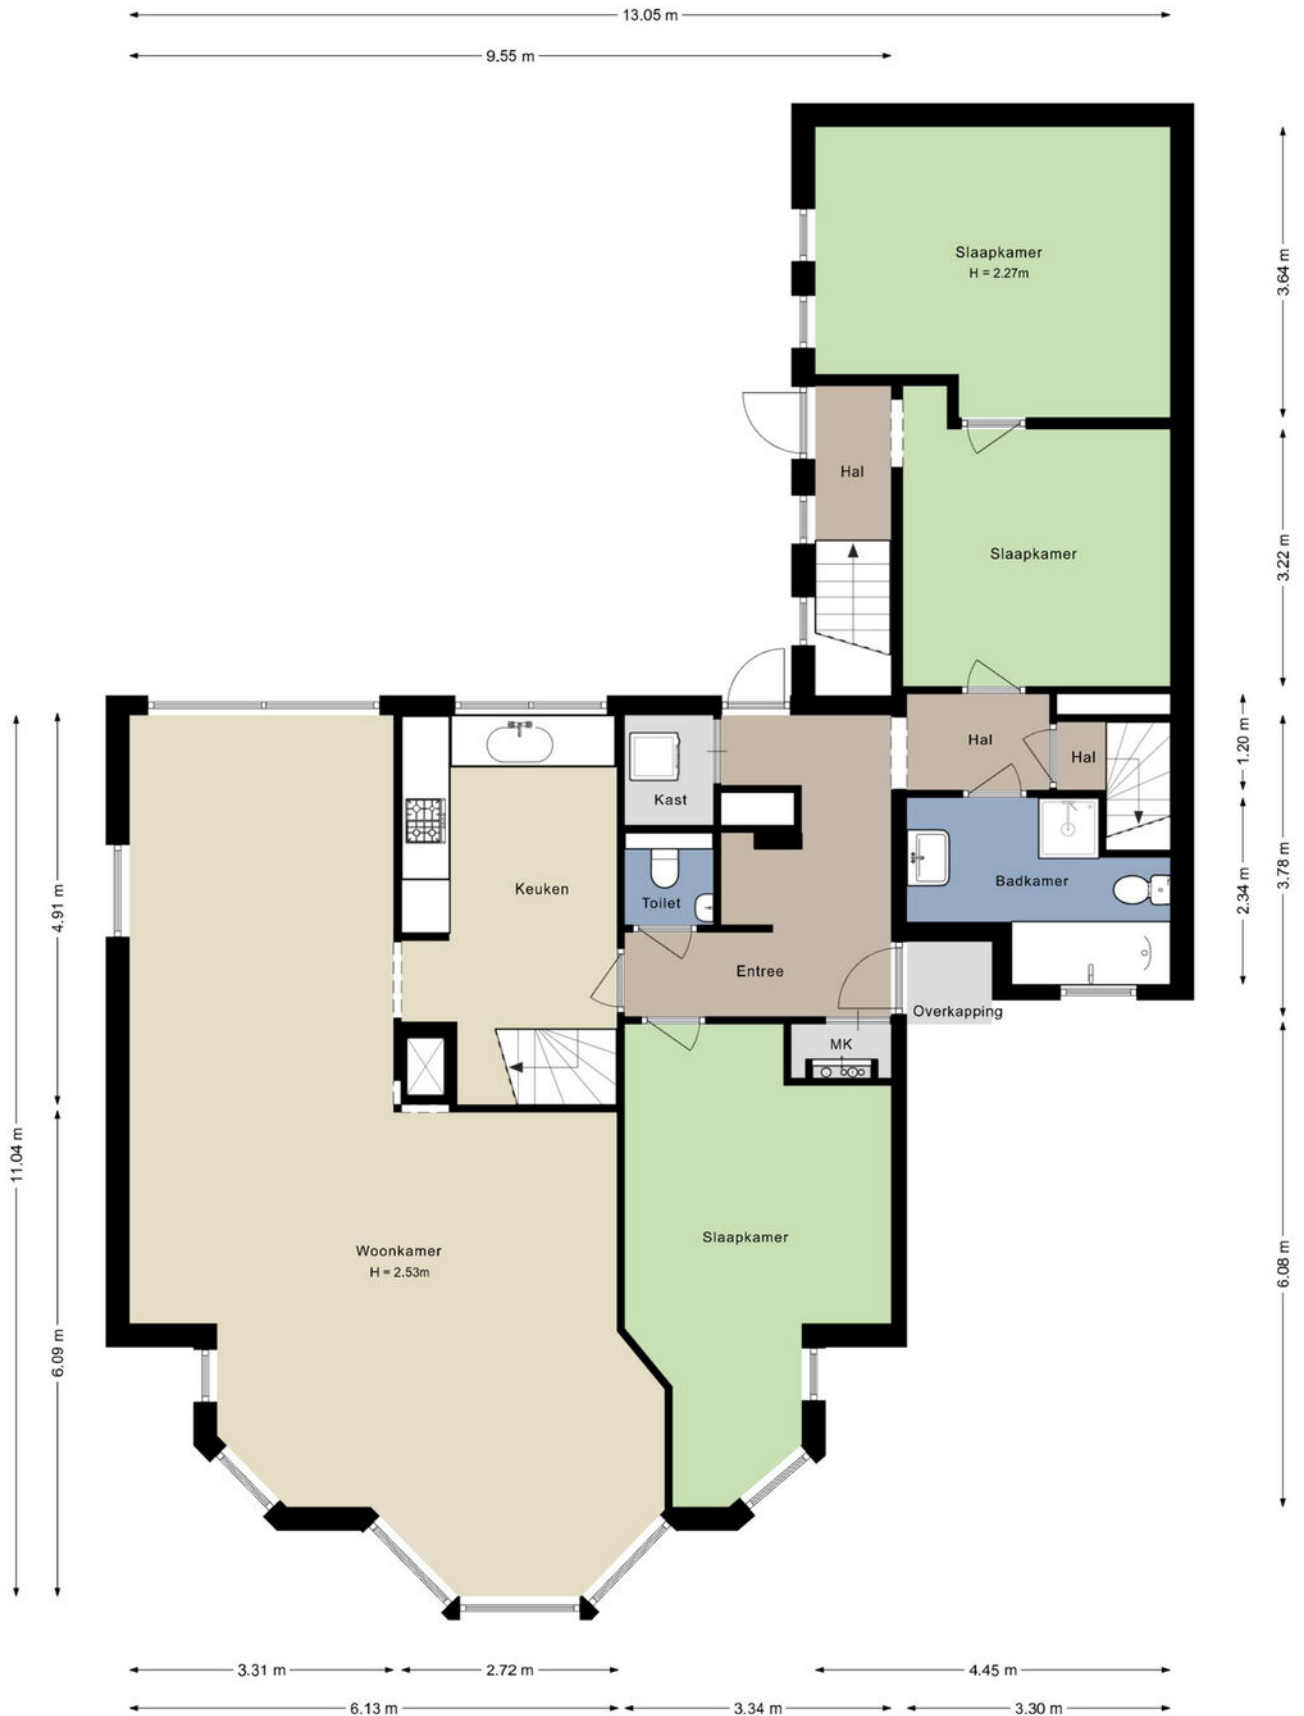 13.05 m
9.55 m
Slaapkamer
H = 2.27m
3.64 m
Hal
Slaapkamer
3.22 m
Hal
Hal
1.20 m
Kast
Keuken
Toilet
Badkamer
3.78 m
2.34 m
4.91 m
Entree
Overkapping
MK
11.04 m
Slaapkamer
Woonkamer
H = 2.53m
6.08 m
6.09 m
3.31 m
2.72 m
4.45 m
6.13 m
3.34 m
3.30 m